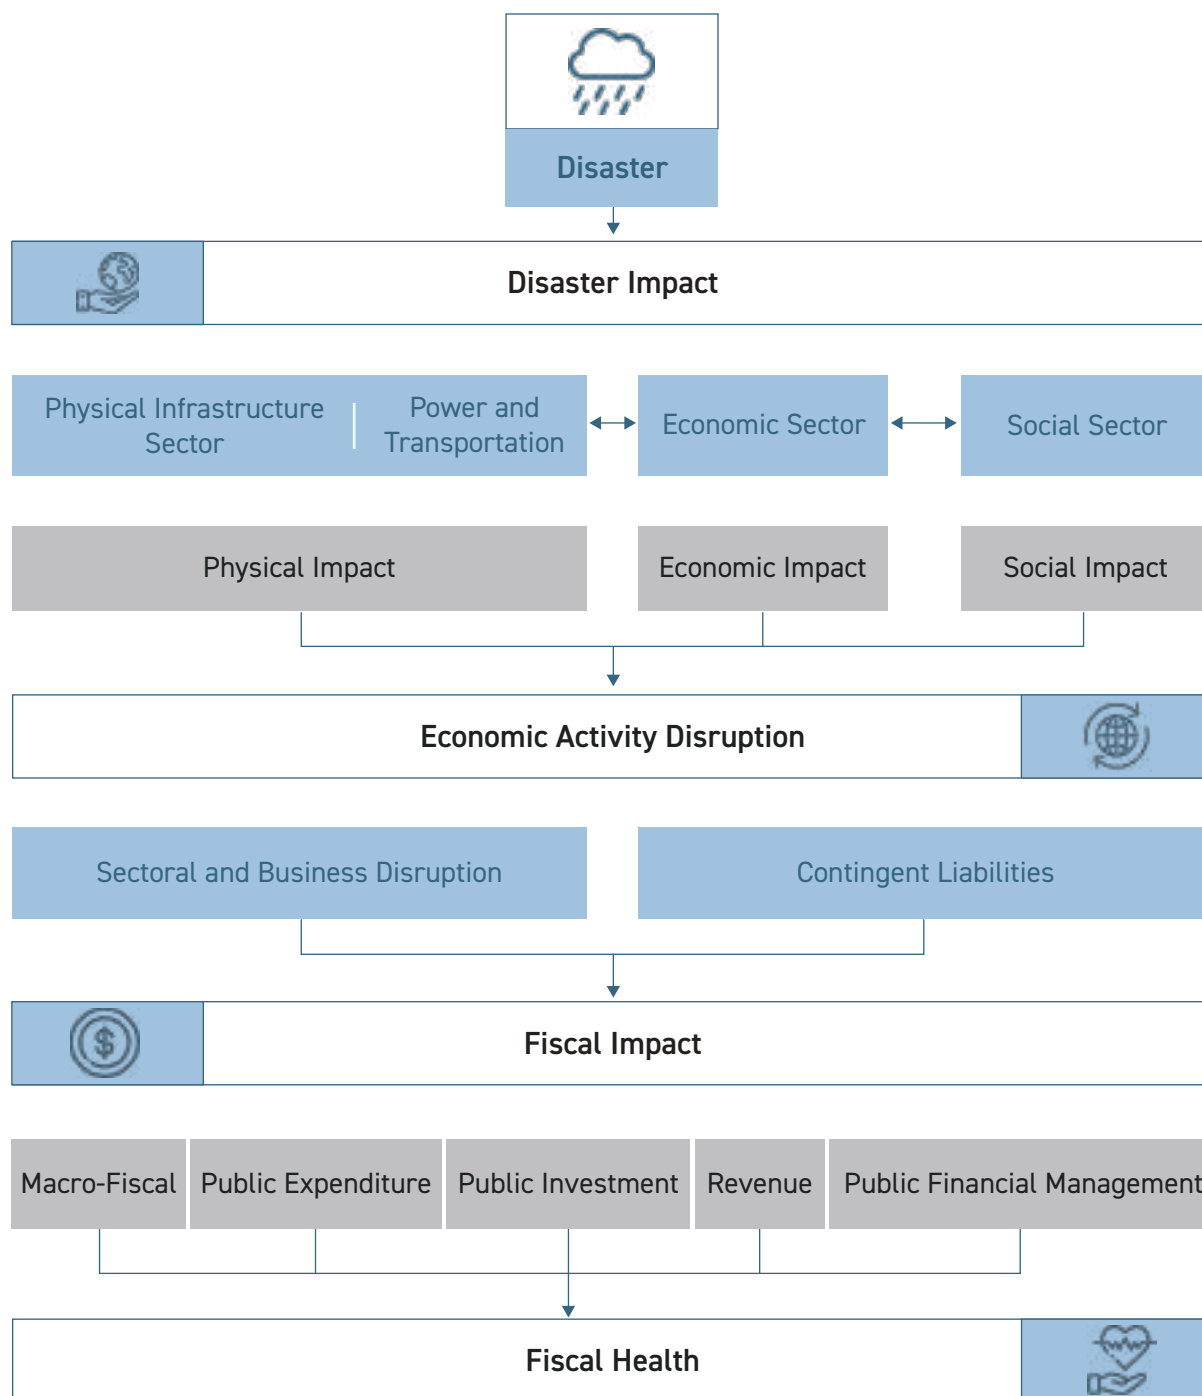 Disaster
Disaster Impact
Physical Infrastructure
Sector
Power and
Transportation
Economic Sector
Social Sector
Physical Impact
Economic Impact
Social Impact
Economic Activity Disruption
Sectoral and Business Disruption
Contingent Liabilities
$
Fiscal Impact
Macro-Fiscal
Public Expenditure
Public Investment
Revenue
Public Financial Management
Fiscal Health